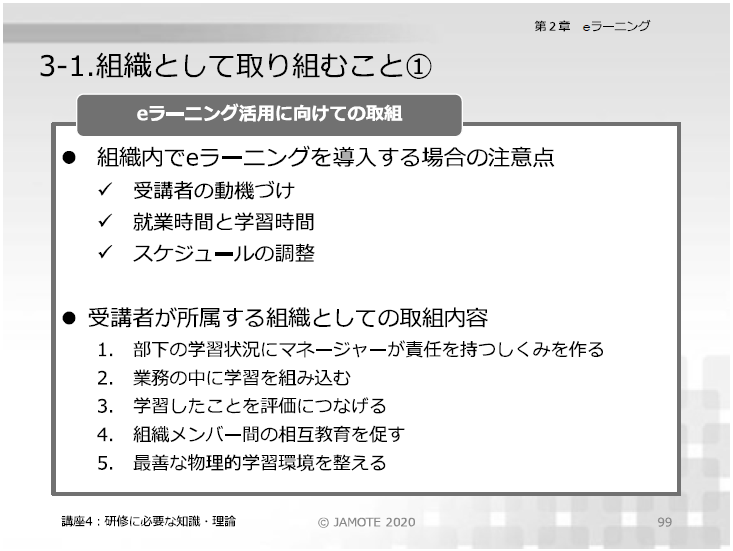 第２章　eラーニング
3-1.組織として取り組むこと①
eラーニング活用に向けての取組
● 組織内でeラーニングを導入する場合の注意点
✓ 受講者の動機づけ
✓ 就業時間と学習時間
✓ スケジュールの調整
● 受講者が所属する組織としての取組内容
1. 部下の学習状況にマネージャーが責任を持つしくみを作る
2. 業務の中に学習を組み込む
3. 学習したことを評価につなげる
4. 組織メンバー間の相互教育を促す
5. 最善な物理的学習環境を整える
講座4：研修に必要な知識・理論 © JAMOTE 2020 99